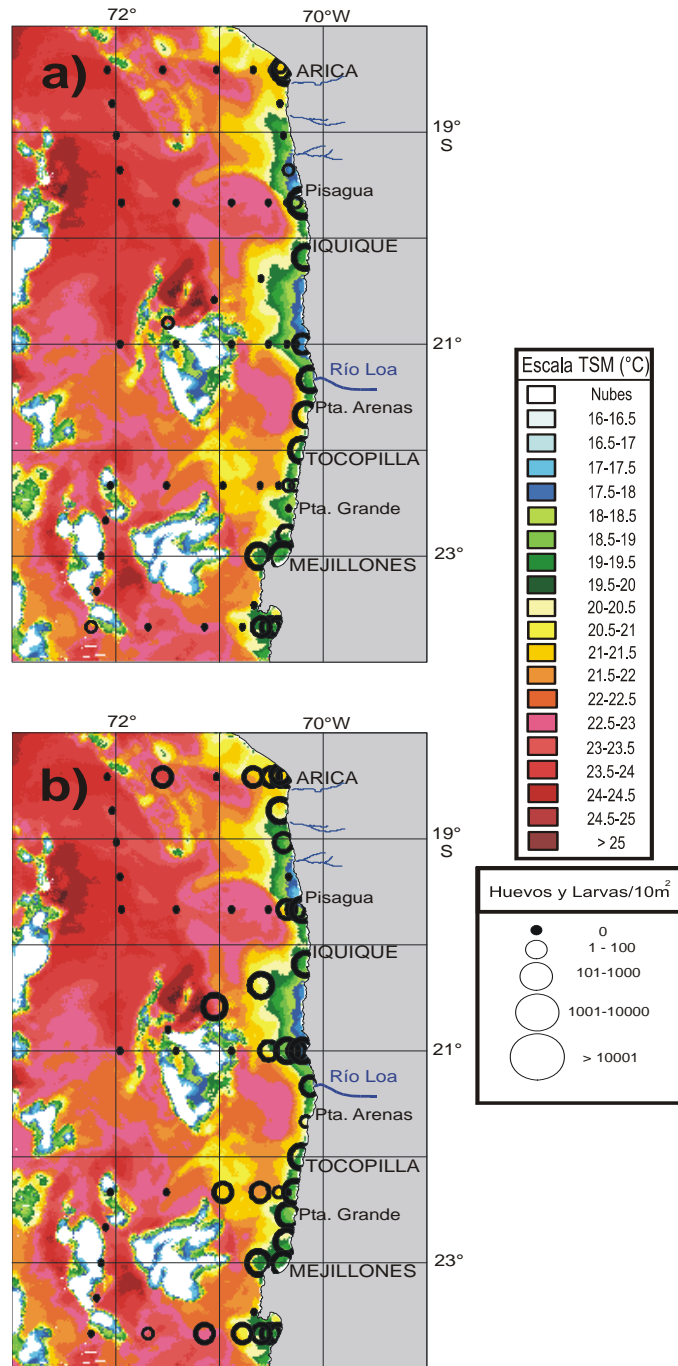 72°
70°W
a)
ARICA
19°
S
Pisagua
IQUIQUE
21°
Río Loa
Pta. Arenas
TOCOPILLA
Pta. Grande
23°
MEJILLONES
72°
70°W
b)
ARICA
19°
S
Pisagua
IQUIQUE
21°
Río Loa
Pta. Arenas
TOCOPILLA
Pta. Grande
23°
MEJILLONES
Escala TSM (°C)
Nubes
16-16.5
16.5-17
17-17.5
17.5-18
18-18.5
18.5-19
19-19.5
19.5-20
20-20.5
20.5-21
21-21.5
21.5-22
22-22.5
22.5-23
23-23.5
23.5-24
24-24.5
24.5-25
> 25
Huevos y Larvas/10m²
0
1 - 100
101-1000
1001-10000
> 10001